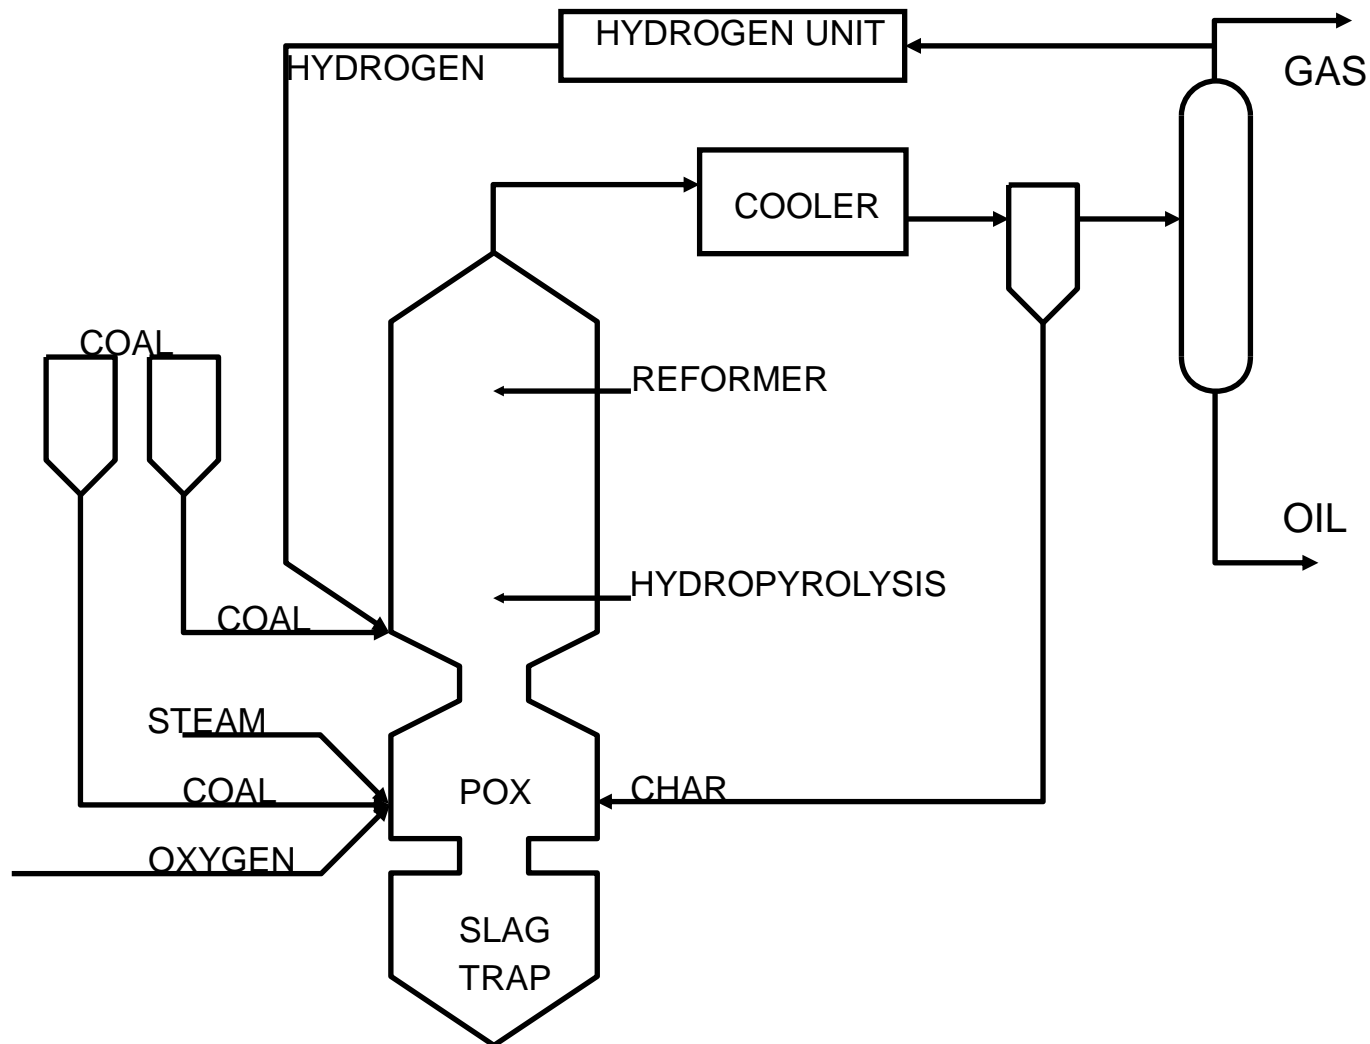 HYDROGEN UNIT
HYDROGEN
GAS
COOLER
COAL
REFORMER
OIL
HYDROPYROLYSIS
COAL
STEAM
COAL
POX
CHAR
OXYGEN
SLAG
TRAP